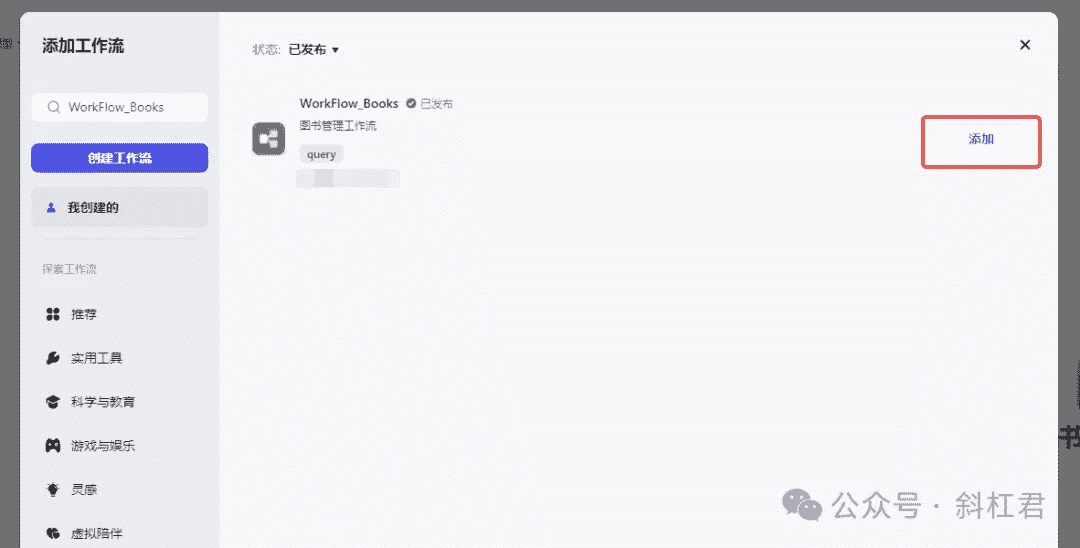 添加工作流
WorkFlow_Books
创建工作流
我创建的
探索工作流
推荐
实用工具
科学与教育
游戏与娱乐
灵感
虚拟陪伴
状态: 已发布
WorkFlow_Books 已发布
图书管理工作流
query
添加
书
公众号 · 斜杠君